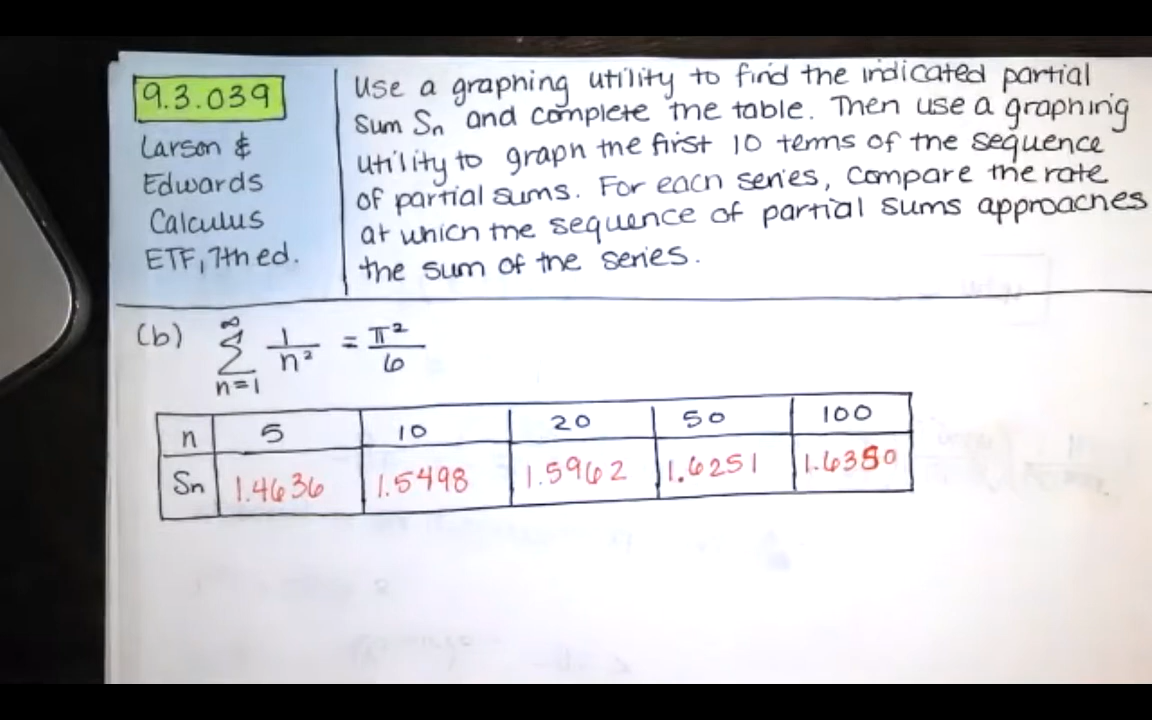 9.3.039
Larson &
Edwards
Calculus
ETF, 7th ed.
Use a graphing utility to find the indicated partial
sum Sn and complete the table. Then use a graphing
utility to graph the first 10 terms of the sequence
of partial sums. For each series, compare the rate
at which the sequence of partial sums approaches
the sum of the series.
(b) ∞ Σ n=1 1/n² = π²/6
n 5 10 20 50 100
Sn 1.4636 1.5498 1.5962 1.6251 1.6350